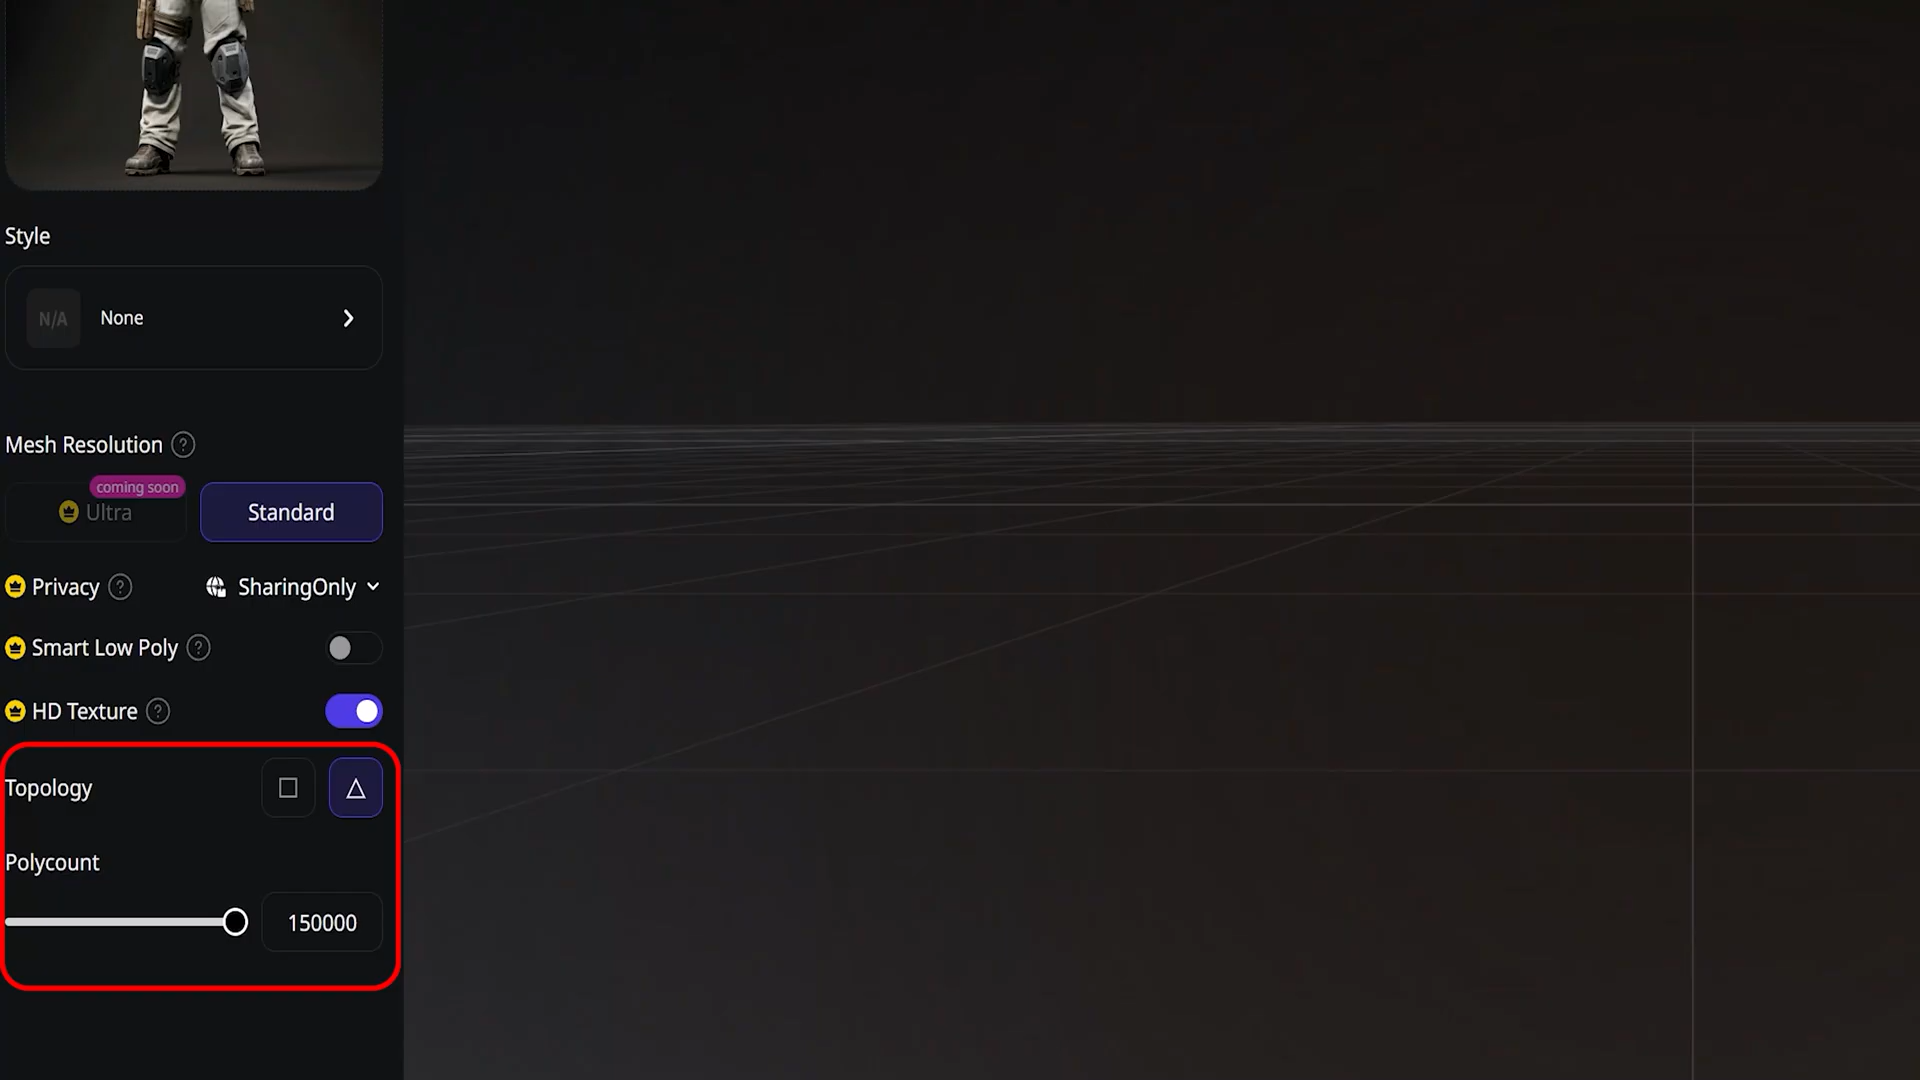 Style
N/A
None
Mesh Resolution ?
coming soon
Ultra
Standard
Privacy ? SharingOnly
Smart Low Poly ?
HD Texture ?
Topology
Polycount
150000